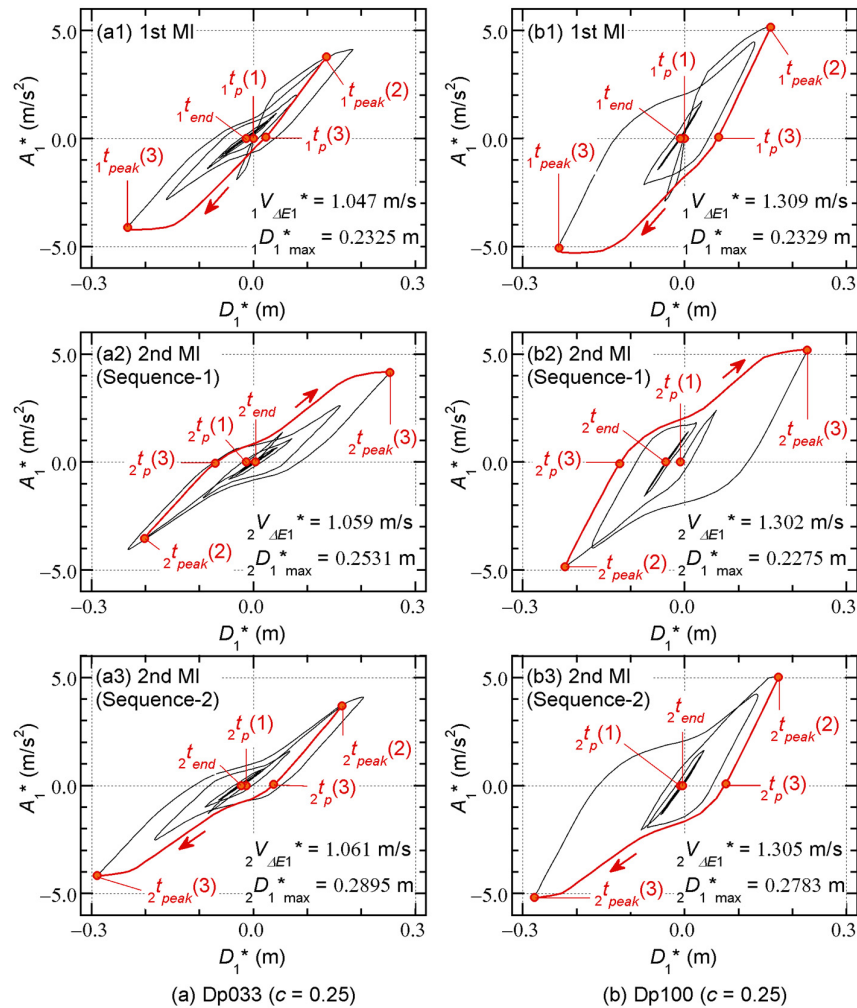 (a1) 1st MI
5.0
0.0
−5.0
A1* (m/s²)
1tp(1)
1tend
1tpeak(2)
1tp(3)
1tpeak(3)
1VΔE1* = 1.047 m/s
1D1*max = 0.2325 m
−0.3 0.0 0.3
D1* (m)
(b1) 1st MI
5.0
0.0
−5.0
A1* (m/s²)
1tp(1)
1tend
1tpeak(2)
1tp(3)
1tpeak(3)
1VΔE1* = 1.309 m/s
1D1*max = 0.2329 m
−0.3 0.0 0.3
D1* (m)
(a2) 2nd MI
(Sequence-1)
5.0
0.0
−5.0
A1* (m/s²)
2tp(1)
2tend
2tp(3)
2tpeak(3)
2tpeak(2)
2VΔE1* = 1.059 m/s
2D1*max = 0.2531 m
−0.3 0.0 0.3
D1* (m)
(b2) 2nd MI
(Sequence-1)
5.0
0.0
−5.0
A1* (m/s²)
2tp(1)
2tend
2tp(3)
2tpeak(3)
2tpeak(2)
2VΔE1* = 1.302 m/s
2D1*max = 0.2275 m
−0.3 0.0 0.3
D1* (m)
(a3) 2nd MI
(Sequence-2)
5.0
0.0
−5.0
A1* (m/s²)
2tp(1)
2tend
2tpeak(2)
2tp(3)
2tpeak(3)
2VΔE1* = 1.061 m/s
2D1*max = 0.2895 m
−0.3 0.0 0.3
D1* (m)
(a) Dp033 (c = 0.25)
(b3) 2nd MI
(Sequence-2)
5.0
0.0
−5.0
A1* (m/s²)
2tend
2tp(1)
2tpeak(2)
2tp(3)
2tpeak(3)
2VΔE1* = 1.305 m/s
2D1*max = 0.2783 m
−0.3 0.0 0.3
D1* (m)
(b) Dp100 (c = 0.25)